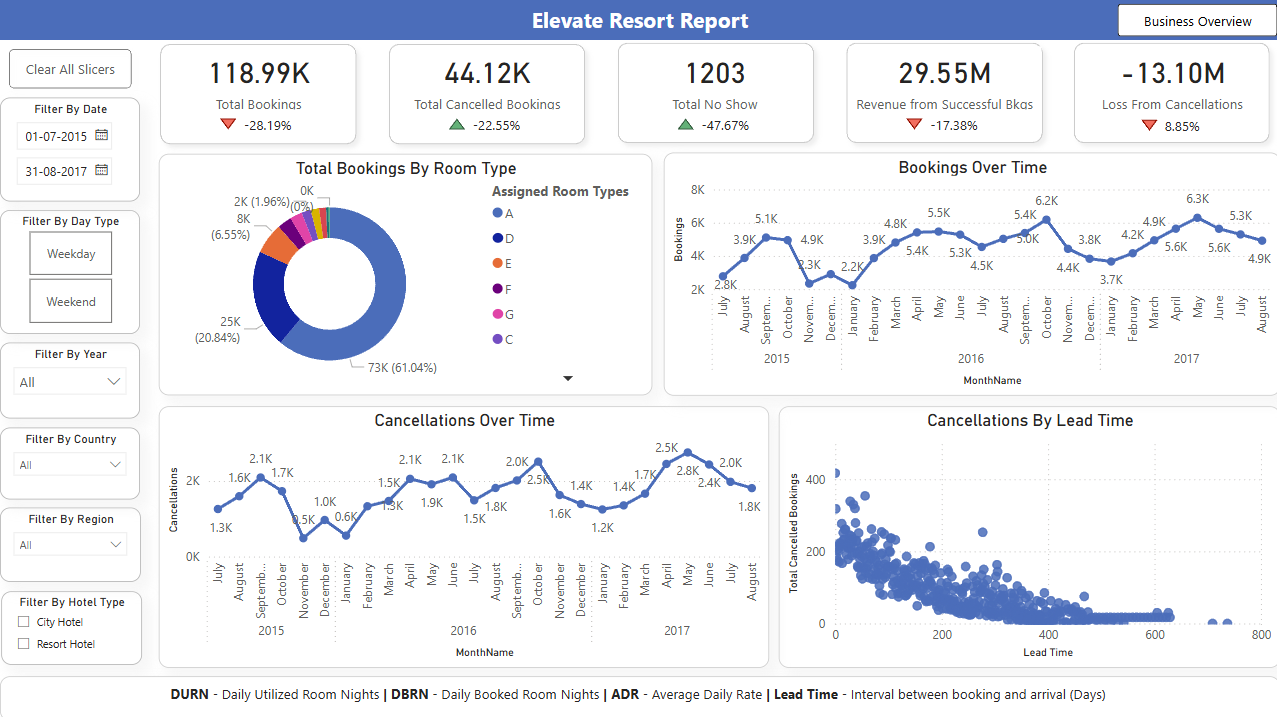 Elevate Resort Report
Business Overview
Clear All Slicers
Filter By Date
01-07-2015
31-08-2017
Filter By Day Type
Weekday
Weekend
Filter By Year
All
Filter By Country
All
Filter By Region
All
Filter By Hotel Type
City Hotel
Resort Hotel
118.99K
Total Bookings
-28.19%
44.12K
Total Cancelled Bookings
-22.55%
1203
Total No Show
-47.67%
29.55M
Revenue from Successful Bkgs
-17.38%
-13.10M
Loss From Cancellations
8.85%
Total Bookings By Room Type
0K
(0%)
2K (1.96%)
8K
(6.55%)
25K
(20.84%)
73K (61.04%)
Assigned Room Types
A
D
E
F
G
C
Bookings Over Time
Bookings
8K
6K
4K
2K
2.8K
3.9K
5.1K
4.9K
2.3K
2.2K
3.9K
4.8K
5.4K
5.5K
5.3K
4.5K
5.0K
5.4K
6.2K
4.4K
3.8K
3.7K
4.2K
4.9K
5.6K
6.3K
5.6K
5.3K
4.9K
July
August
Septem...
October
Novem...
Decem...
January
February
March
April
May
June
July
August
Septem...
October
Novem...
Decem...
January
February
March
April
May
June
July
August
2015
2016
2017
MonthName
Cancellations Over Time
Cancellations
2K
0K
1.3K
1.6K
2.1K
1.7K
0.5K
1.0K
0.6K
1.3K
1.5K
2.1K
1.9K
2.1K
1.5K
1.8K
2.0K
2.5K
1.6K
1.4K
1.2K
1.4K
1.7K
2.5K
2.8K
2.4K
2.0K
1.8K
July
August
Septemb...
October
November
December
January
February
March
April
May
June
July
August
Septemb...
October
November
December
January
February
March
April
May
June
July
August
2015
2016
2017
MonthName
Cancellations By Lead Time
Total Cancelled Bookings
400
200
0
0
200
400
600
800
Lead Time
DURN - Daily Utilized Room Nights | DBRN - Daily Booked Room Nights | ADR - Average Daily Rate | Lead Time - Interval between booking and arrival (Days)